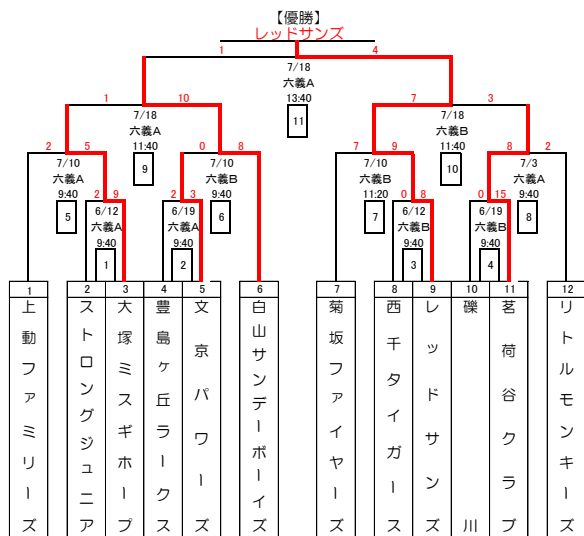 【優勝】
レッドサンズ
1 4
7/18
六義A
13:40
11
1 10 7 3
7/18 7/18
六義A 六義B
11:40 11:40
9 10
2 5 0 8 7 9 8 2
7/10 7/10 7/10 7/3
六義A 六義B 六義B 六義A
9:40 9:40 11:20 9:40
5 6 7 8
2 9 2 3 0 8 0 15
6/12 6/19 6/12 6/19
六義A 六義A 六義B 六義B
9:40 9:40 9:40 9:40
1 2 3 4
1 2 3 4 5 6 7 8 9 10 11 12
上動ファミリーズ
ストロングジュニア
大塚ミスギホープ
豊島ヶ丘ラークス
文京パワーズ
白山サンデーボーイズ
菊坂ファイヤーズ
西千タイガース
レッドサンズ
礫川
茗荷谷クラブ
リトルモンキーズ